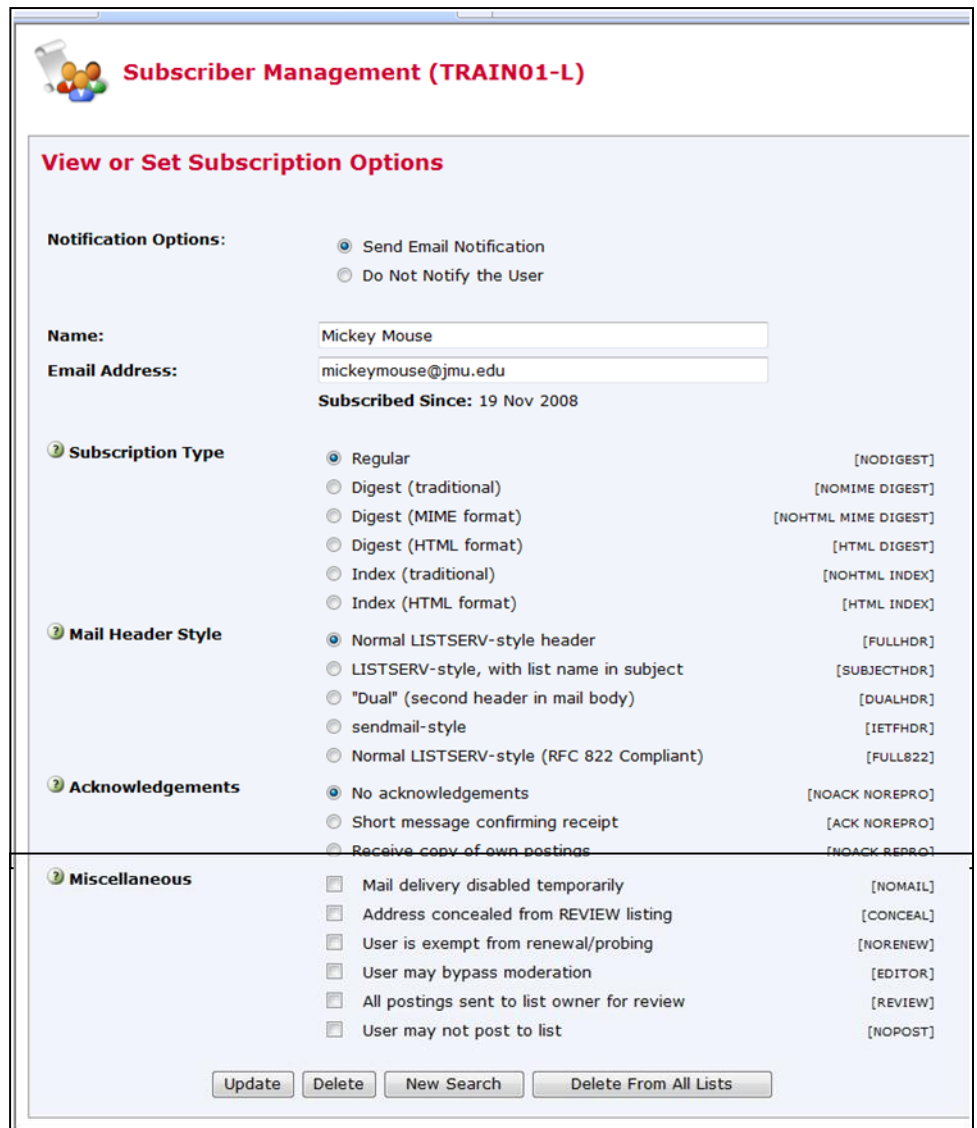 Subscriber Management (TRAIN01-L)
View or Set Subscription Options
Notification Options:
Send Email Notification
Do Not Notify the User
Name: Mickey Mouse
Email Address: mickeymouse@jmu.edu
Subscribed Since: 19 Nov 2008
Subscription Type
Regular [NODIGEST]
Digest (traditional) [NOMIME DIGEST]
Digest (MIME format) [NOHTML MIME DIGEST]
Digest (HTML format) [HTML DIGEST]
Index (traditional) [NOHTML INDEX]
Index (HTML format) [HTML INDEX]
Mail Header Style
Normal LISTSERV-style header [FULLHDR]
LISTSERV-style, with list name in subject [SUBJECTHDR]
"Dual" (second header in mail body) [DUALHDR]
sendmail-style [IETFHDR]
Normal LISTSERV-style (RFC 822 Compliant) [FULL822]
Acknowledgements
No acknowledgements [NOACK NOREPRO]
Short message confirming receipt [ACK NOREPRO]
Receive copy of own postings [NOACK REPRO]
Miscellaneous
Mail delivery disabled temporarily [NOMAIL]
Address concealed from REVIEW listing [CONCEAL]
User is exempt from renewal/probing [NORENEW]
User may bypass moderation [EDITOR]
All postings sent to list owner for review [REVIEW]
User may not post to list [NOPOST]
Update Delete New Search Delete From All Lists